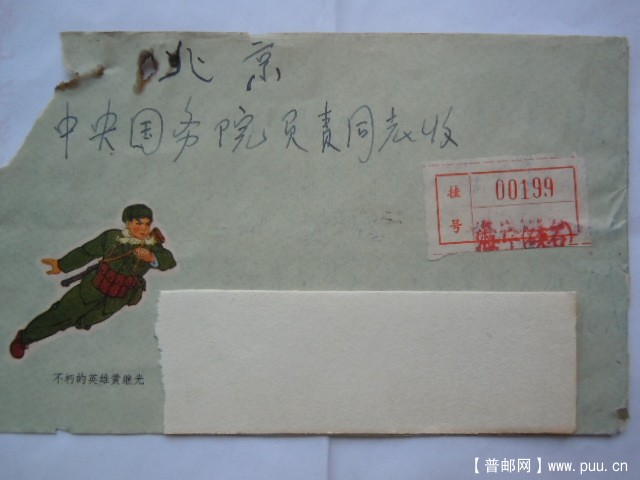 北京
中央国务院负责同志收
挂号
00199
不朽的英雄黄继光
【普邮网】www.puu.cn